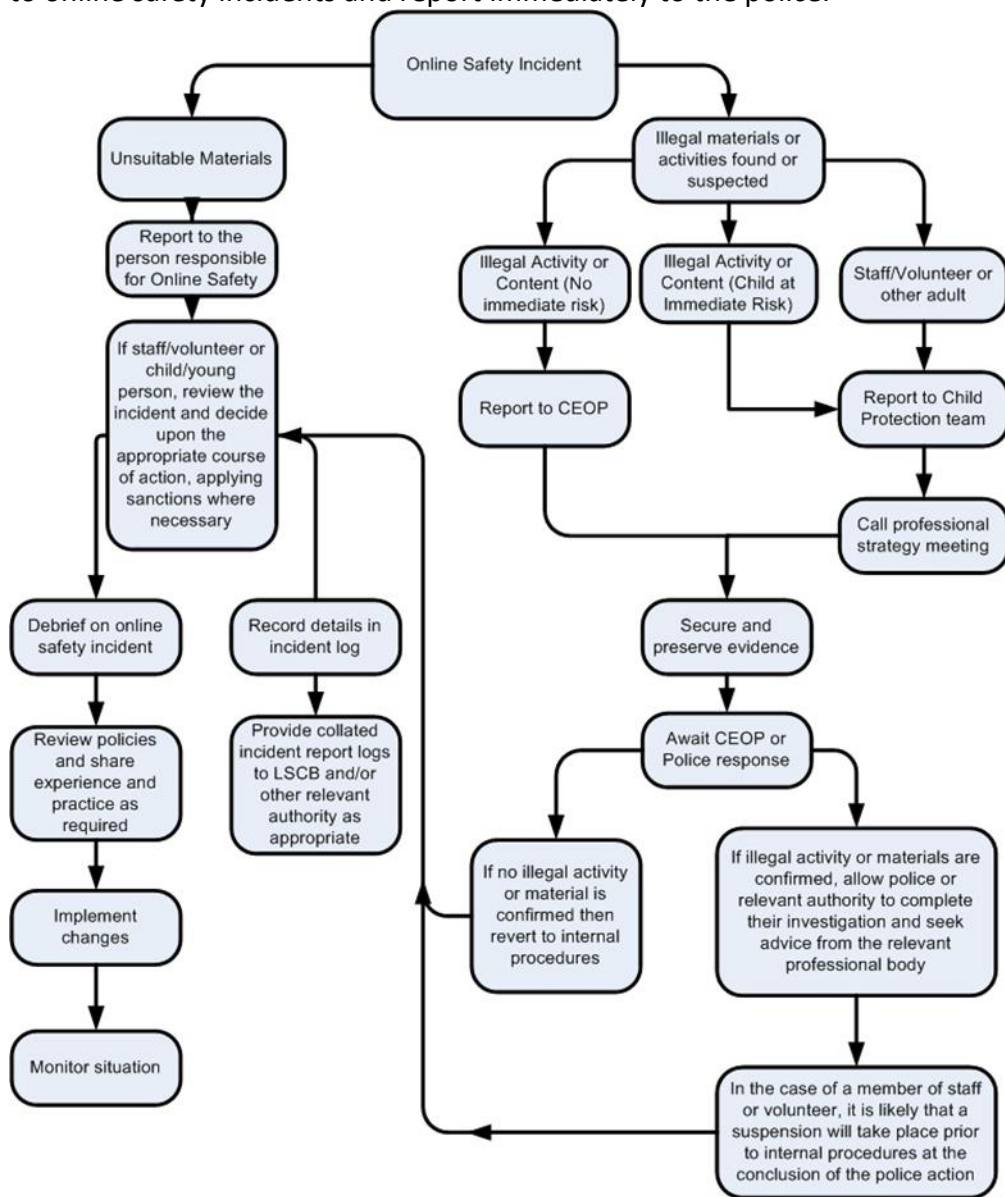 to online safety incidents and report immediately to the police.
Online Safety Incident
Unsuitable Materials
Illegal materials or
activities found or
suspected
Report to the
person responsible
for Online Safety
Illegal Activity or
Content (No
immediate risk)
Illegal Activity or
Content (Child at
Immediate Risk)
Staff/Volunteer or
other adult
If staff/volunteer or
child/young
person, review the
incident and decide
upon the
appropriate course
of action, applying
sanctions where
necessary
Report to CEOP
Report to Child
Protection team
Call professional
strategy meeting
Debrief on online
safety incident
Record details in
incident log
Secure and
preserve evidence
Review policies
and share
experience and
practice as
required
Provide collated
incident report logs
to LSCB and/or
other relevant
authority as
appropriate
Await CEOP or
Police response
If no illegal activity
or material is
confirmed then
revert to internal
procedures
If illegal activity or materials are
confirmed, allow police or
relevant authority to complete
their investigation and seek
advice from the relevant
professional body
Implement
changes
Monitor situation
In the case of a member of staff
or volunteer, it is likely that a
suspension will take place prior
to internal procedures at the
conclusion of the police action